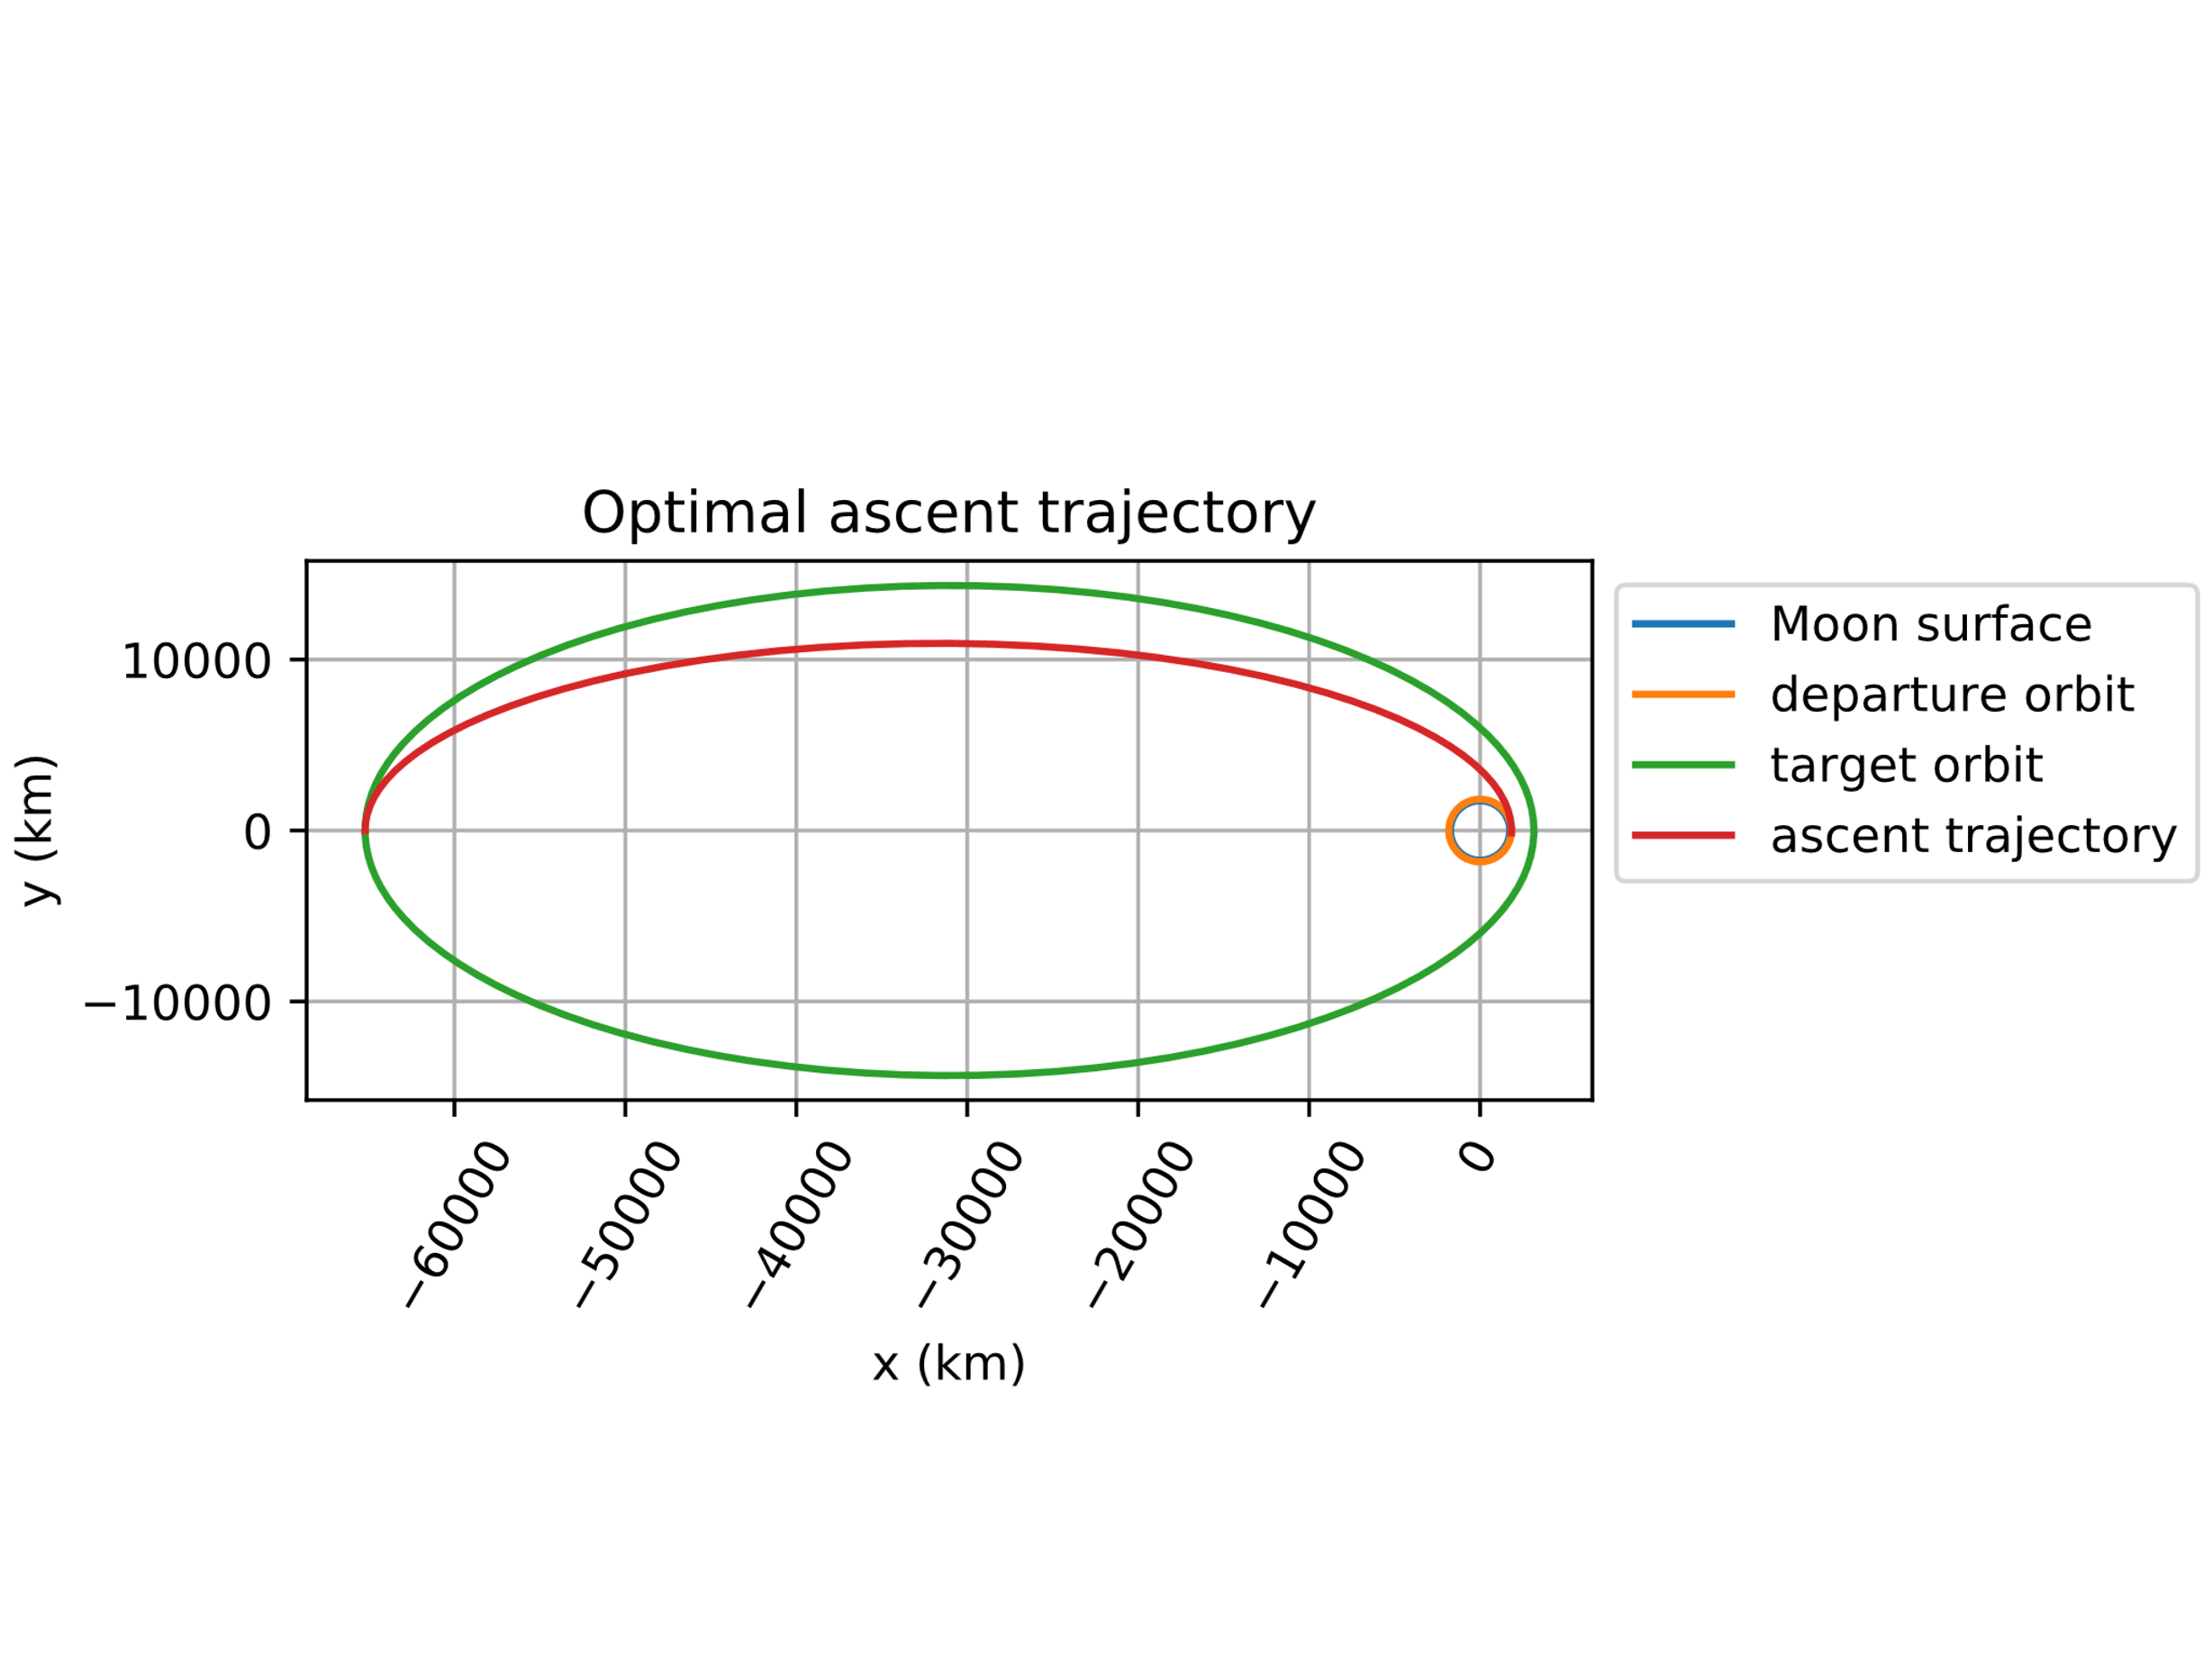 Optimal ascent trajectory
10000
0
−10000
y (km)
−60000
−50000
−40000
−30000
−20000
−10000
0
x (km)
Moon surface
departure orbit
target orbit
ascent trajectory